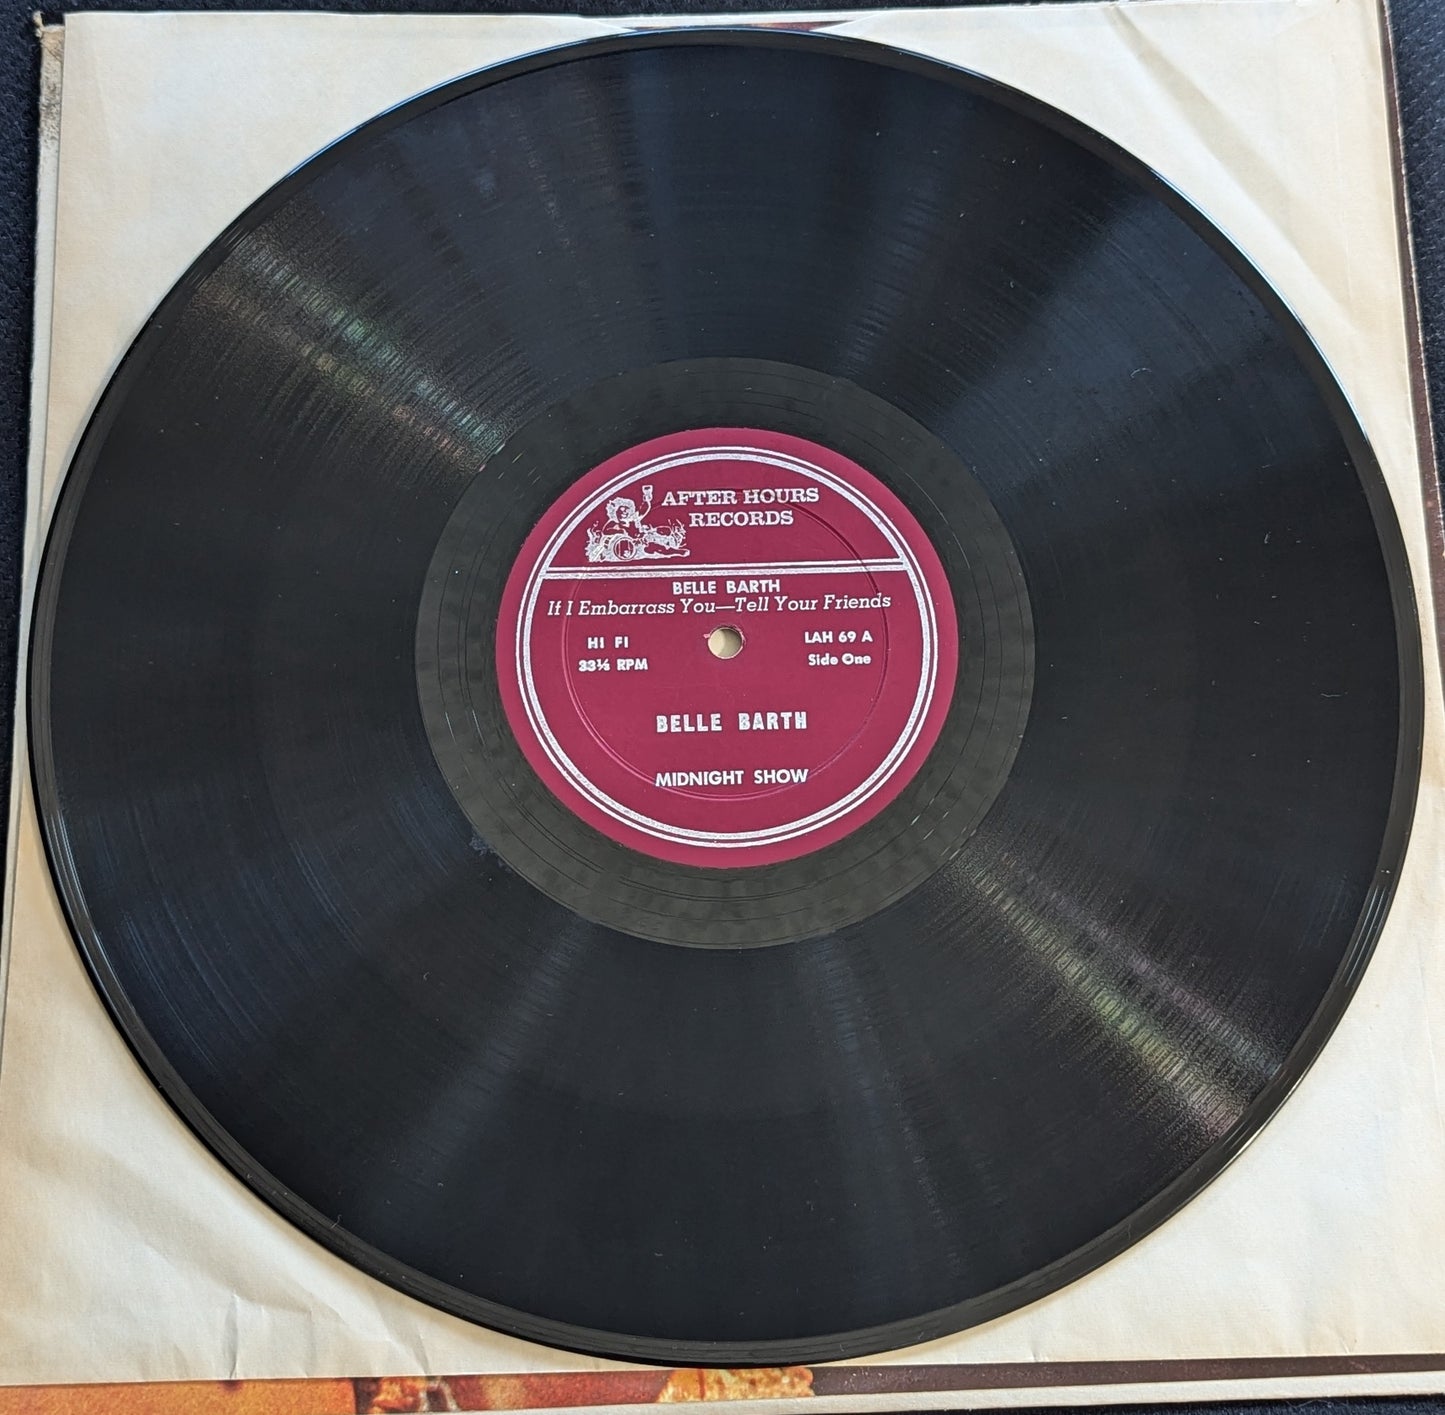 AFTER HOURS
RECORDS
BELLE BARTH
If I Embarrass You—Tell Your Friends
HI FI
LAH 69 A
33⅓ RPM
Side One
BELLE BARTH
MIDNIGHT SHOW